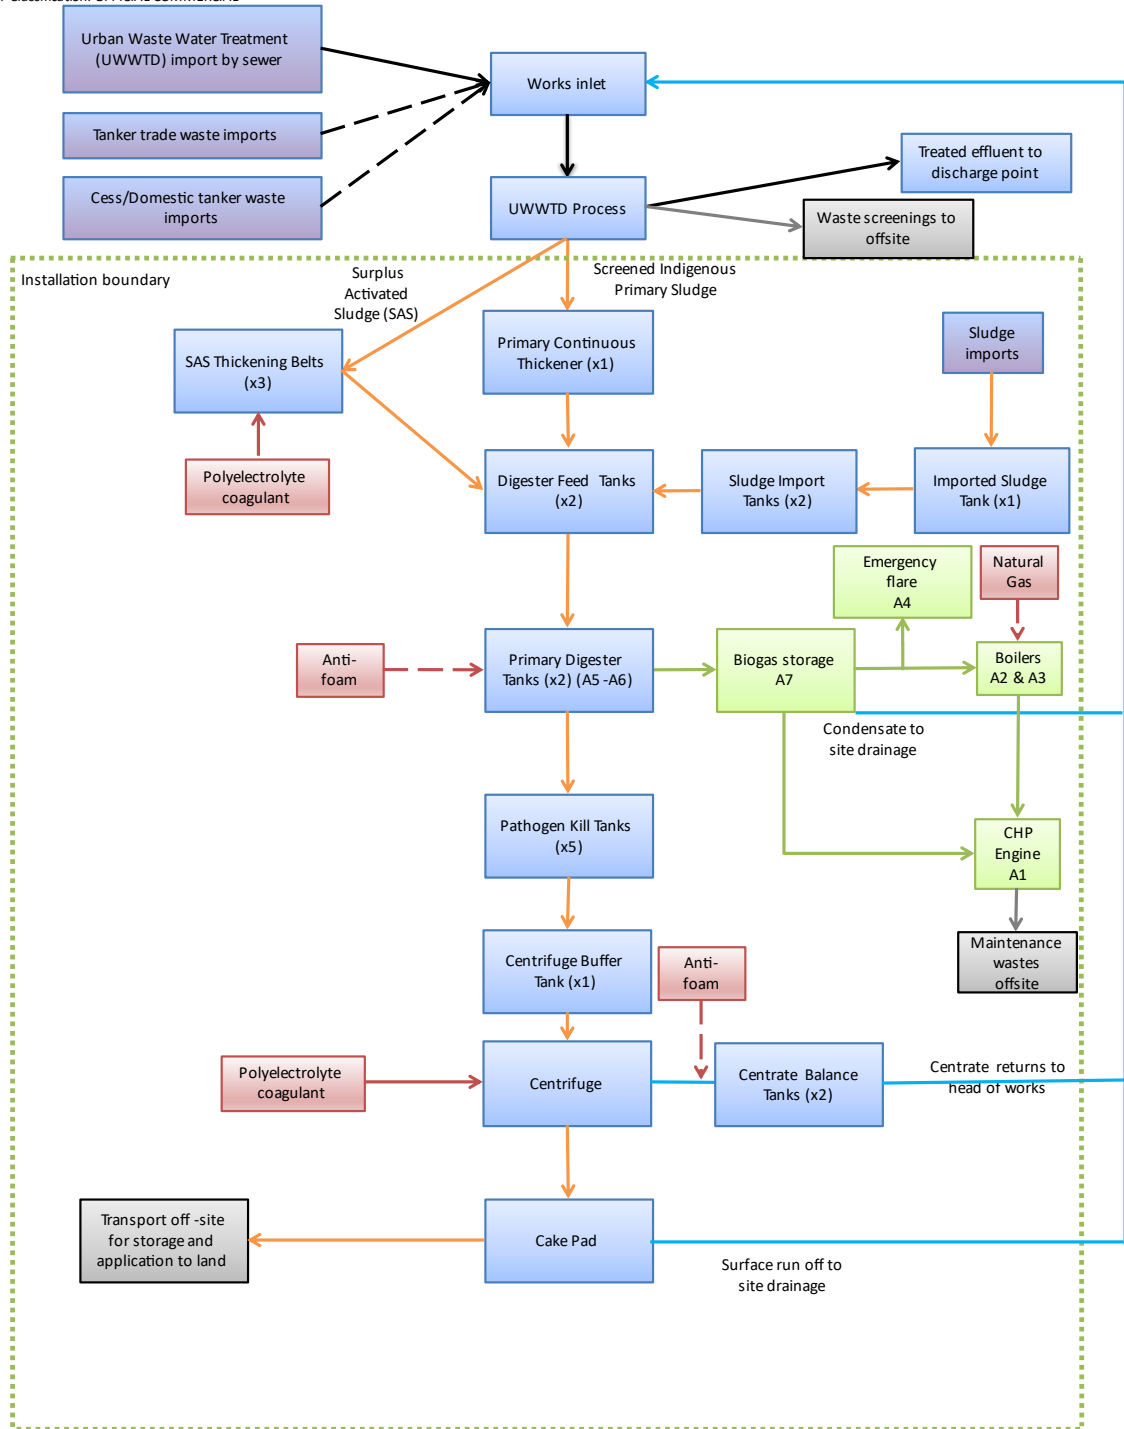 Urban Waste Water Treatment
(UWWTD) import by sewer
Works inlet
Tanker trade waste imports
Treated effluent to
discharge point
Cess/Domestic tanker waste
imports
UWWTD Process
Waste screenings to
offsite
Installation boundary
Surplus
Activated
Sludge (SAS)
Screened Indigenous
Primary Sludge
SAS Thickening Belts
(x3)
Primary Continuous
Thickener (x1)
Sludge
imports
Polyelectrolyte
coagulant
Digester Feed Tanks
(x2)
Sludge Import
Tanks (x2)
Imported Sludge
Tank (x1)
Emergency
flare
A4
Natural
Gas
Anti-
foam
Primary Digester
Tanks (x2) (A5 -A6)
Biogas storage
A7
Boilers
A2 & A3
Condensate to
site drainage
Pathogen Kill Tanks
(x5)
CHP
Engine
A1
Centrifuge Buffer
Tank (x1)
Anti-
foam
Maintenance
wastes
offsite
Polyelectrolyte
coagulant
Centrifuge
Centrate Balance
Tanks (x2)
Centrate returns to
head of works
Transport off -site
for storage and
application to land
Cake Pad
Surface run off to
site drainage